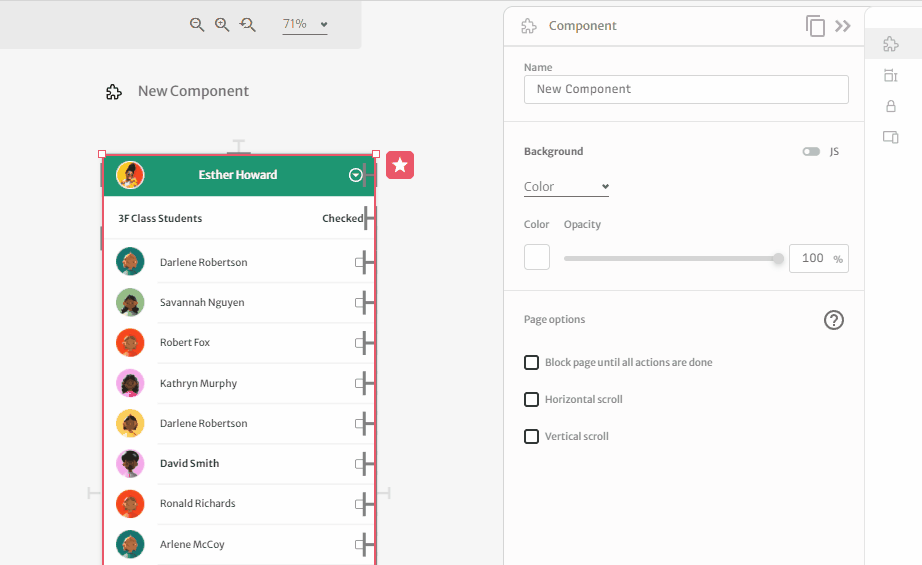 71%
Component
New Component
Name
New Component
Background
JS
Color
Color Opacity
100 %
Page options
Block page until all actions are done
Horizontal scroll
Vertical scroll
Esther Howard
3F Class Students Checked
Darlene Robertson
Savannah Nguyen
Robert Fox
Kathryn Murphy
Darlene Robertson
David Smith
Ronald Richards
Arlene McCoy